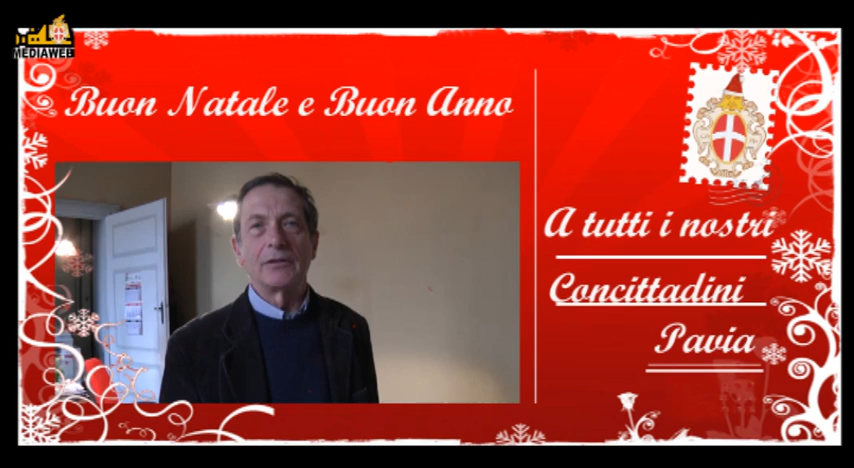 MEDIAWEB
Buon Natale e Buon Anno
A tutti i nostri
Concittadini
Pavia